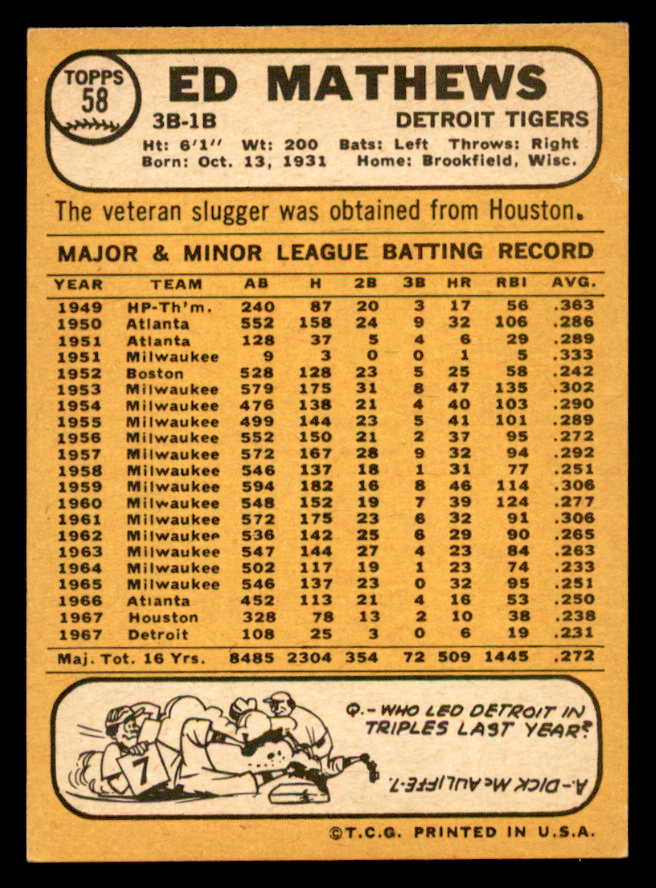 TOPPS
58
ED MATHEWS
3B-1B DETROIT TIGERS
Ht: 6'1" Wt: 200 Bats: Left Throws: Right
Born: Oct. 13, 1931 Home: Brookfield, Wisc.
The veteran slugger was obtained from Houston.
MAJOR & MINOR LEAGUE BATTING RECORD
YEAR TEAM AB H 2B 3B HR RBI AVG.
1949 HP-Th'm. 240 87 20 3 17 56 .363
1950 Atlanta 552 158 24 9 32 106 .286
1951 Atlanta 128 37 5 4 6 29 .289
1951 Milwaukee 9 3 0 0 1 5 .333
1952 Boston 528 128 23 5 25 58 .242
1953 Milwaukee 579 175 31 8 47 135 .302
1954 Milwaukee 476 138 21 4 40 103 .290
1955 Milwaukee 499 144 23 5 41 101 .289
1956 Milwaukee 552 150 21 2 37 95 .272
1957 Milwaukee 572 167 28 9 32 94 .292
1958 Milwaukee 546 137 18 1 31 77 .251
1959 Milwaukee 594 182 16 8 46 114 .306
1960 Milwaukee 548 152 19 7 39 124 .277
1961 Milwaukee 572 175 23 6 32 91 .306
1962 Milwaukee 536 142 25 6 29 90 .265
1963 Milwaukee 547 144 27 4 23 84 .263
1964 Milwaukee 502 117 19 1 23 74 .233
1965 Milwaukee 546 137 23 0 32 95 .251
1966 Atlanta 452 113 21 4 16 53 .250
1967 Houston 328 78 13 2 10 38 .238
1967 Detroit 108 25 3 0 6 19 .231
Maj. Tot. 16 Yrs. 8485 2304 354 72 509 1445 .272
7
Q.-WHO LED DETROIT IN
TRIPLES LAST YEAR?
A.-DICK McAULIFFE-7.
©T.C.G. PRINTED IN U.S.A.